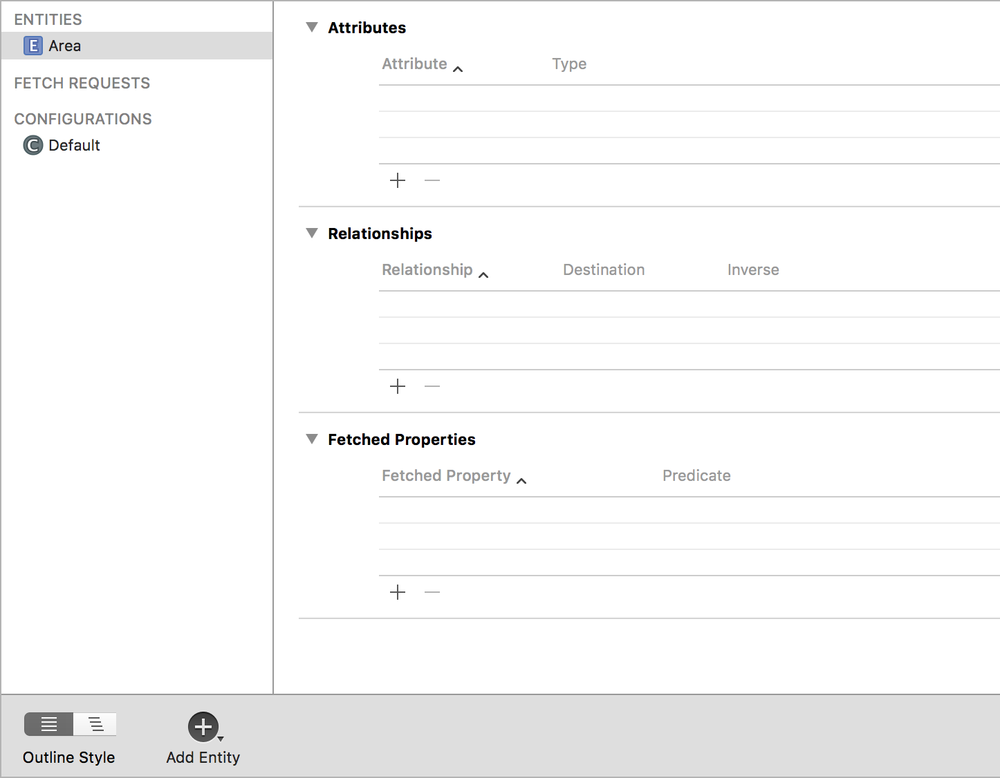 ENTITIES
E Area
FETCH REQUESTS
CONFIGURATIONS
C Default
Attributes
Attribute Type
Relationships
Relationship Destination Inverse
Fetched Properties
Fetched Property Predicate
Outline Style Add Entity